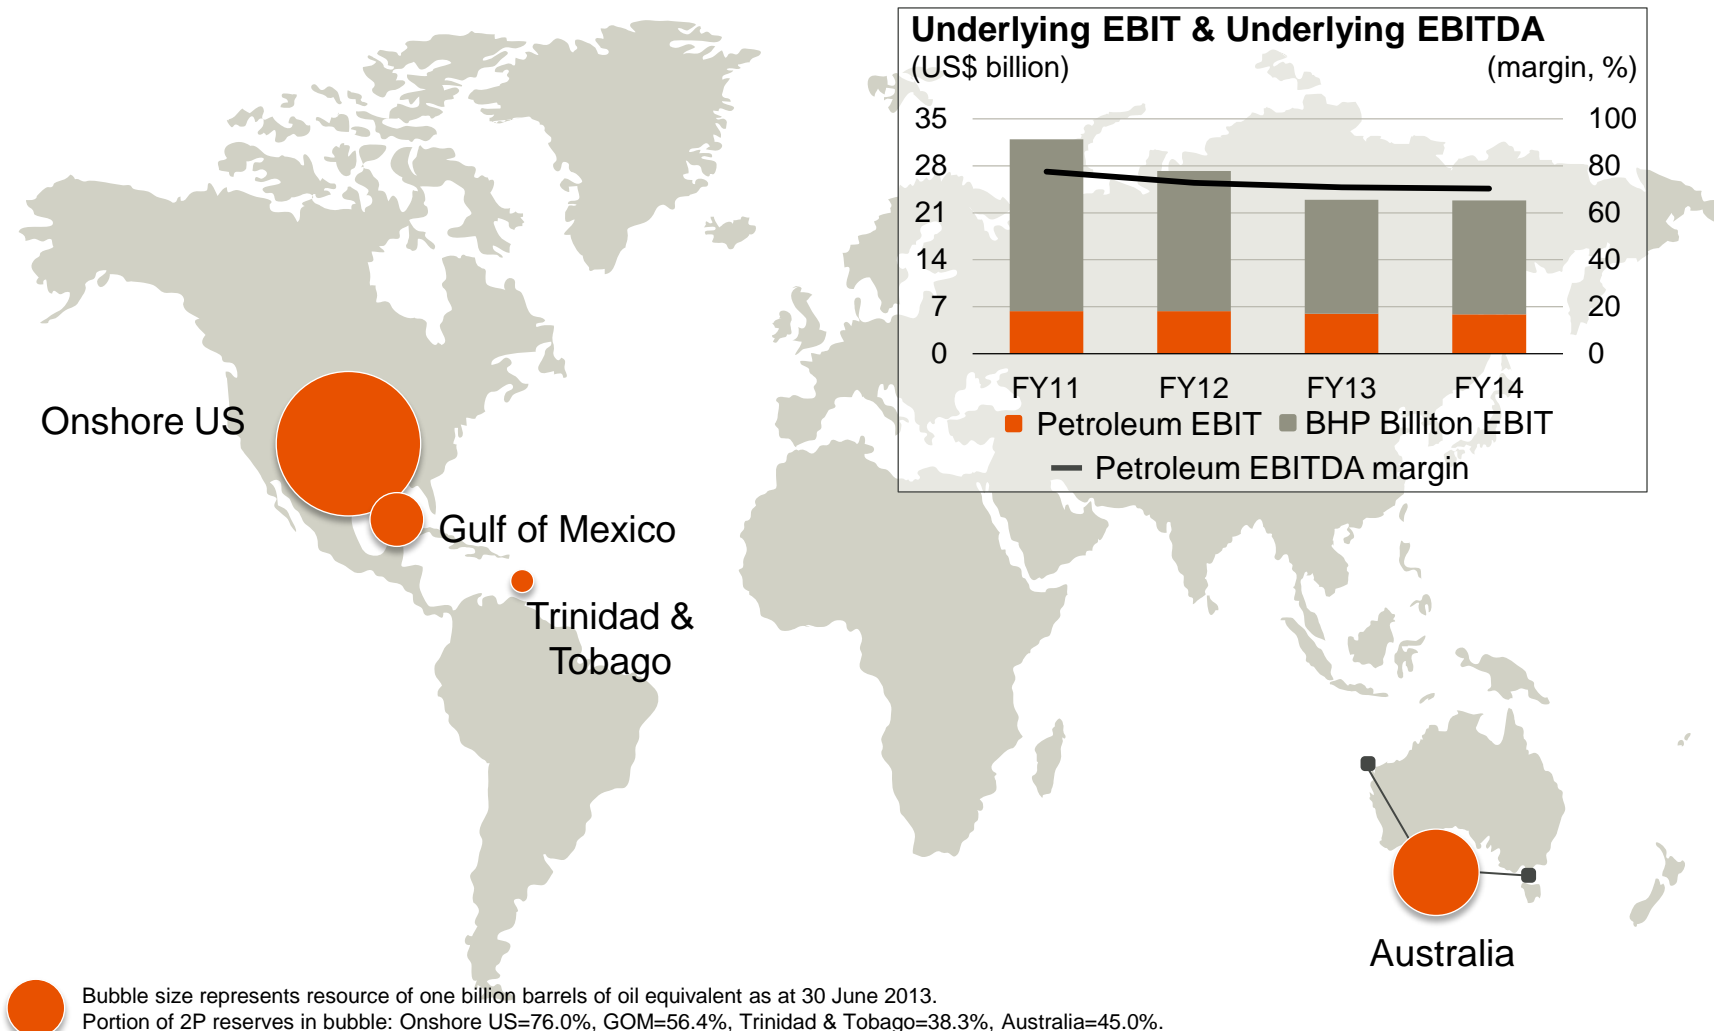 Underlying EBIT & Underlying EBITDA
(US$ billion) (margin, %)
35 100
28 80
21 60
14 40
7 20
0 0
FY11 FY12 FY13 FY14
Petroleum EBIT BHP Billiton EBIT
Petroleum EBITDA margin
Onshore US
Gulf of Mexico
Trinidad &
Tobago
Australia
Bubble size represents resource of one billion barrels of oil equivalent as at 30 June 2013.
Portion of 2P reserves in bubble: Onshore US=76.0%, GOM=56.4%, Trinidad & Tobago=38.3%, Australia=45.0%.